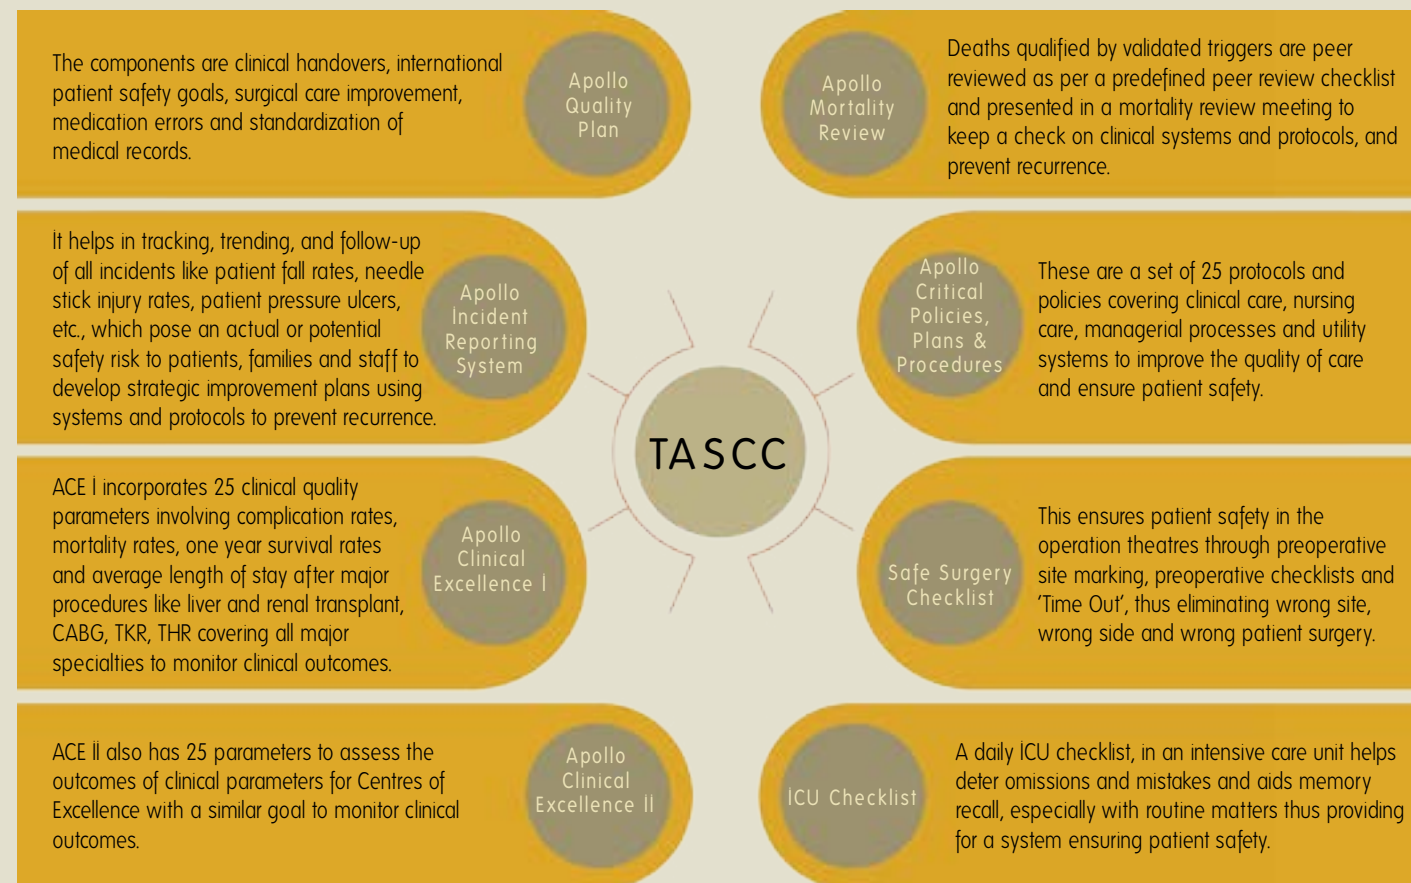 The components are clinical handovers, international
patient safety goals, surgical care improvement,
medication errors and standardization of
medical records.
Apollo
Quality
Plan
Apollo
Mortality
Review
Deaths qualified by validated triggers are peer
reviewed as per a predefined peer review checklist
and presented in a mortality review meeting to
keep a check on clinical systems and protocols, and
prevent recurrence.
It helps in tracking, trending, and follow-up
of all incidents like patient fall rates, needle
stick injury rates, patient pressure ulcers,
etc., which pose an actual or potential
safety risk to patients, families and staff to
develop strategic improvement plans using
systems and protocols to prevent recurrence.
Apollo
Incident
Reporting
System
Apollo
Critical
Policies,
Plans &
Procedures
These are a set of 25 protocols and
policies covering clinical care, nursing
care, managerial processes and utility
systems to improve the quality of care
and ensure patient safety.
TASCC
ACE I incorporates 25 clinical quality
parameters involving complication rates,
mortality rates, one year survival rates
and average length of stay after major
procedures like liver and renal transplant,
CABG, TKR, THR covering all major
specialties to monitor clinical outcomes.
Apollo
Clinical
Excellence I
Safe Surgery
Checklist
This ensures patient safety in the
operation theatres through preoperative
site marking, preoperative checklists and
'Time Out', thus eliminating wrong site,
wrong side and wrong patient surgery.
ACE II also has 25 parameters to assess the
outcomes of clinical parameters for Centres of
Excellence with a similar goal to monitor clinical
outcomes.
Apollo
Clinical
Excellence II
ICU Checklist
A daily ICU checklist, in an intensive care unit helps
deter omissions and mistakes and aids memory
recall, especially with routine matters thus providing
for a system ensuring patient safety.